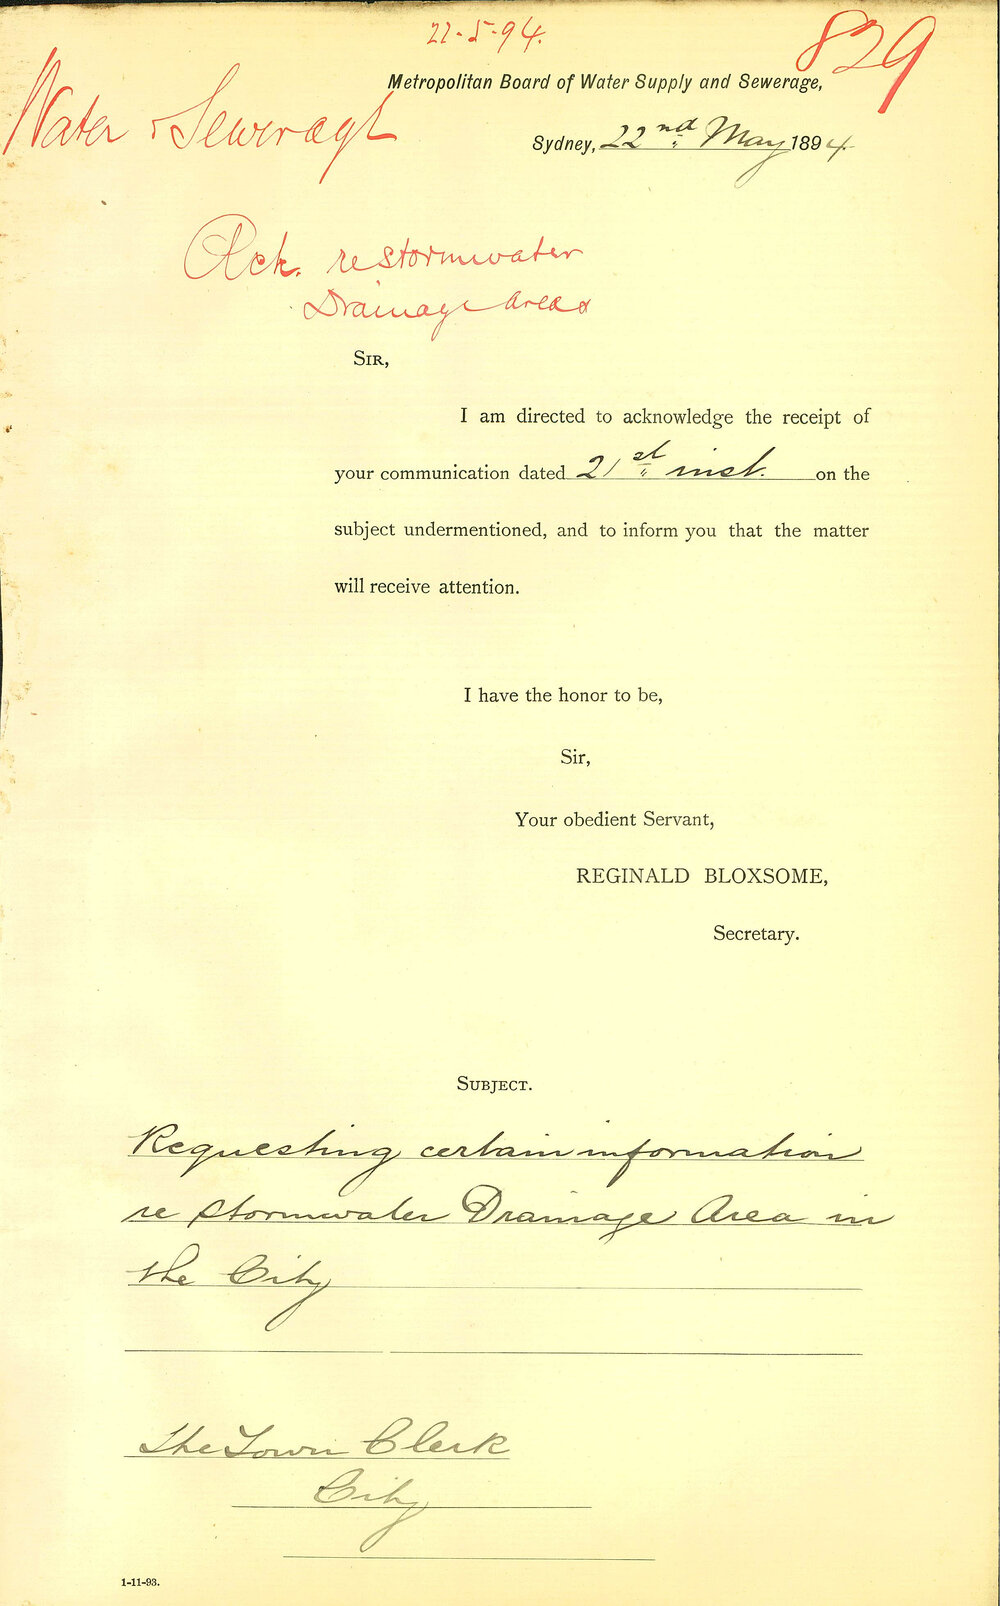 22-5-94.
829
Metropolitan Board of Water Supply and Sewerage,
Water & Sewerage
Sydney, 22nd May 1894.
Ack. re stormwater
Drainage Areas
SIR,
I am directed to acknowledge the receipt of
your communication dated 21st inst. on the
subject undermentioned, and to inform you that the matter
will receive attention.
I have the honor to be,
Sir,
Your obedient Servant,
REGINALD BLOXSOME,
Secretary.
SUBJECT.
Requesting certain information
re stormwater Drainage Area in
the City
The Town Clerk
City
1-11-93.